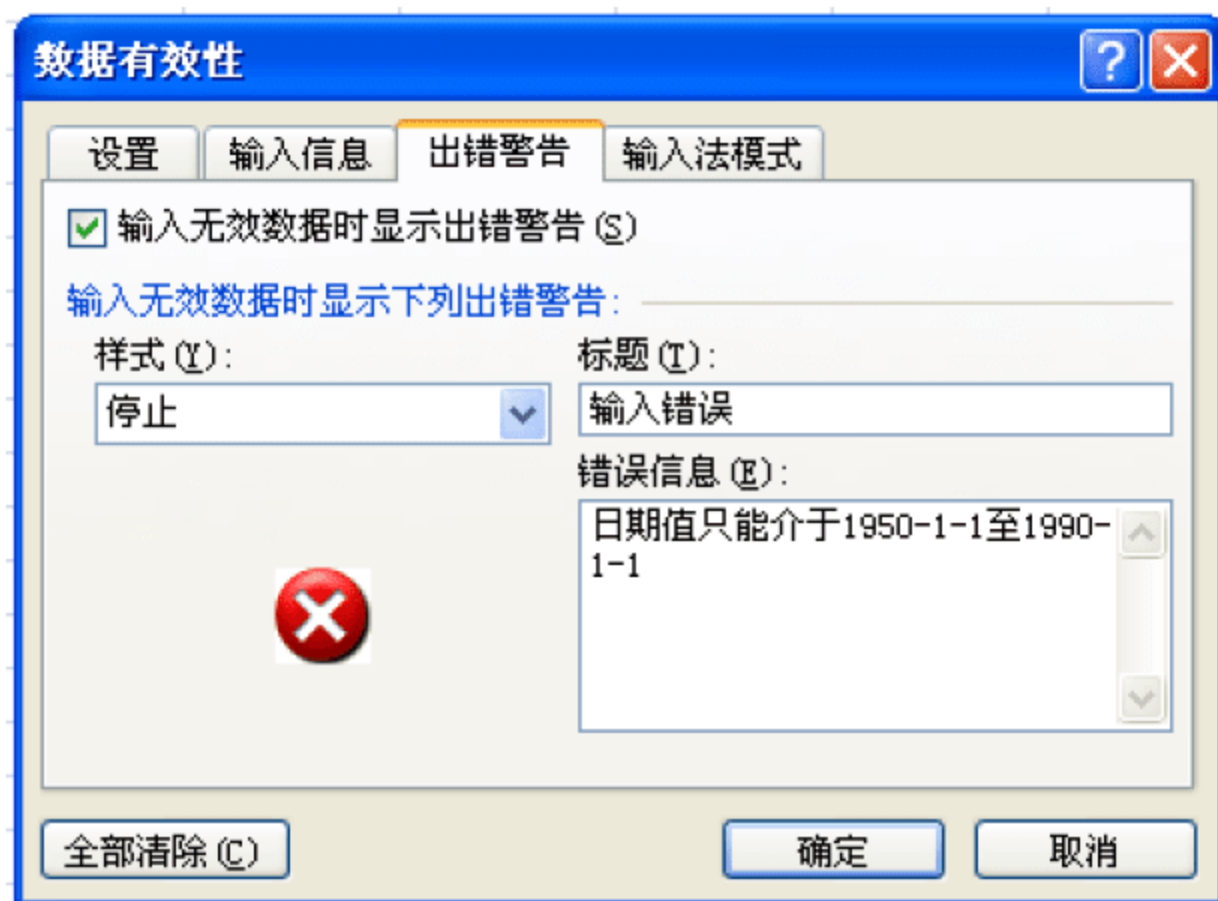 数据有效性
设置 输入信息 出错警告 输入法模式
输入无效数据时显示出错警告(S)
输入无效数据时显示下列出错警告:
样式(Y): 标题(T):
停止 输入错误
错误信息(E):
日期值只能介于1950-1-1至1990-
1-1
全部清除(C) 确定 取消